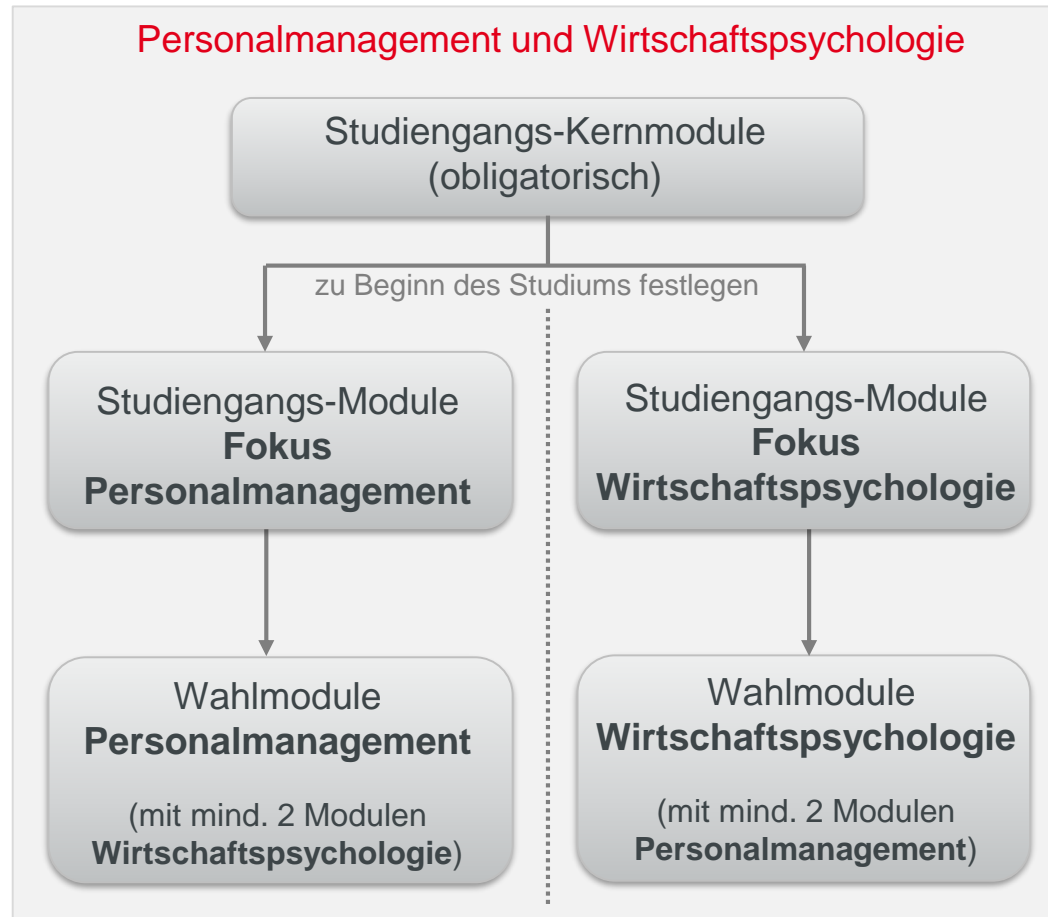 Personalmanagement und Wirtschaftspsychologie
Studiengangs-Kernmodule
(obligatorisch)
zu Beginn des Studiums festlegen
Studiengangs-Module
Fokus
Personalmanagement
Studiengangs-Module
Fokus
Wirtschaftspsychologie
Wahlmodule
Personalmanagement
(mit mind. 2 Modulen
Wirtschaftspsychologie)
Wahlmodule
Wirtschaftspsychologie
(mit mind. 2 Modulen
Personalmanagement)